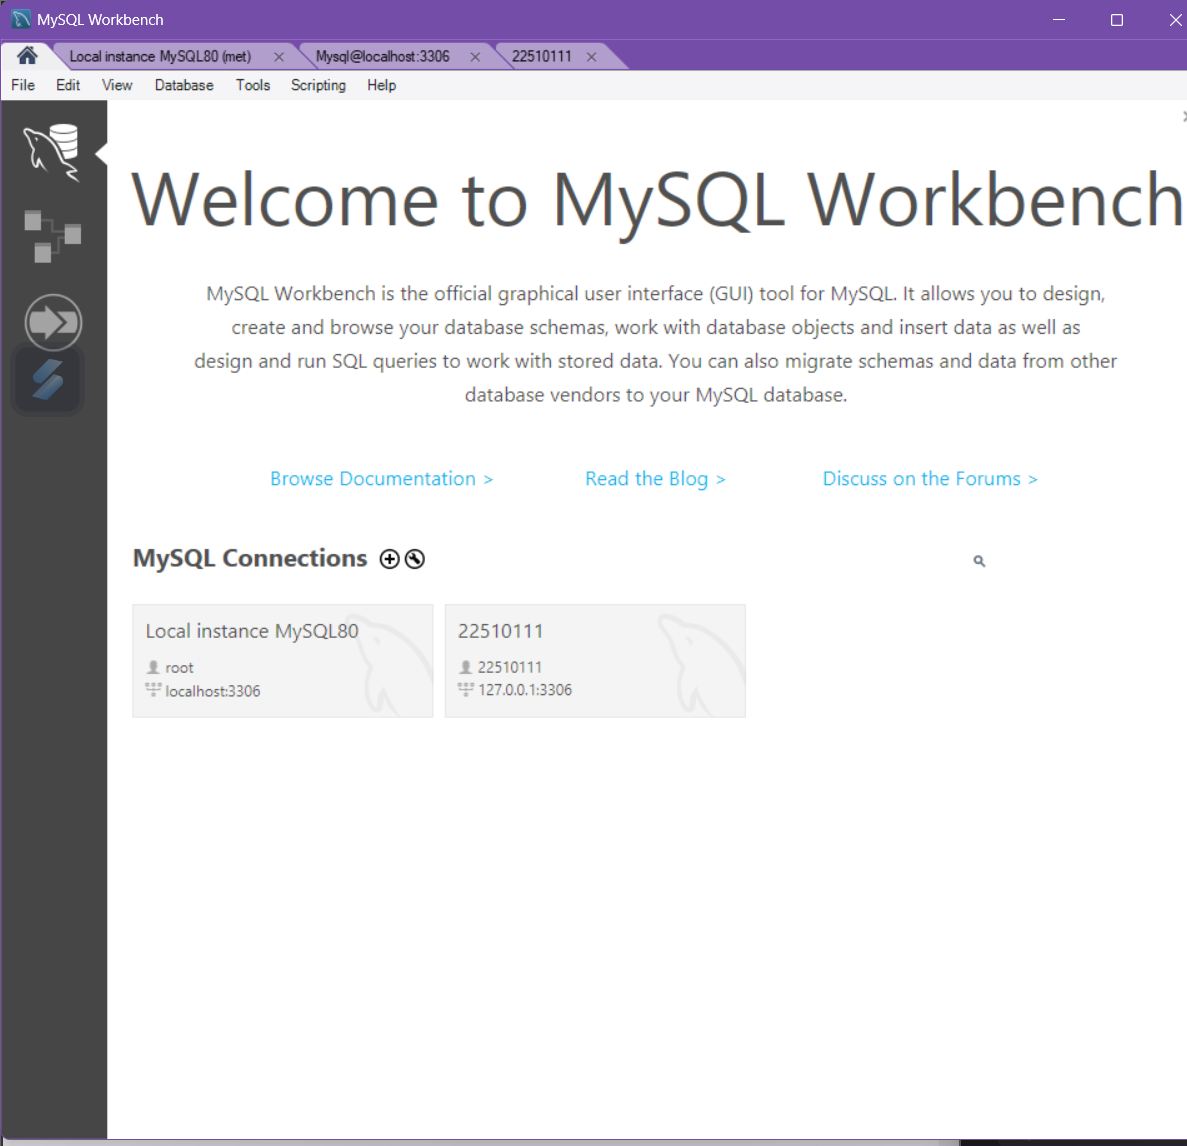 MySQL Workbench
Local instance MySQL80 (met) Mysql@localhost:3306 22510111
File Edit View Database Tools Scripting Help
Welcome to MySQL Workbench
MySQL Workbench is the official graphical user interface (GUI) tool for MySQL. It allows you to design,
create and browse your database schemas, work with database objects and insert data as well as
design and run SQL queries to work with stored data. You can also migrate schemas and data from other
database vendors to your MySQL database.
Browse Documentation > Read the Blog > Discuss on the Forums >
MySQL Connections
Local instance MySQL80
root
localhost:3306
22510111
22510111
127.0.0.1:3306